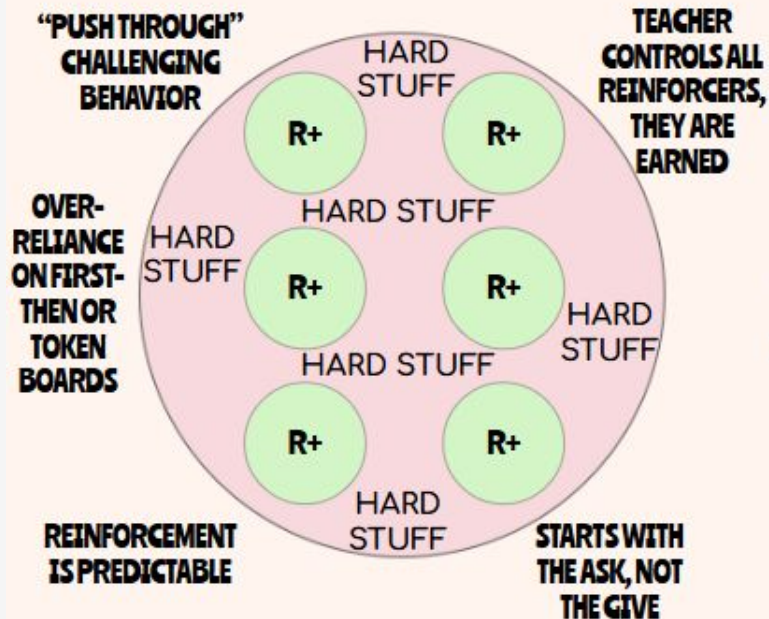 “PUSH THROUGH”
CHALLENGING
BEHAVIOR
TEACHER
CONTROLS ALL
REINFORCERS,
THEY ARE
EARNED
HARD
STUFF
R+
R+
HARD STUFF
OVER-
RELIANCE
ON FIRST-
THEN OR
TOKEN
BOARDS
HARD
STUFF
R+
R+
HARD
STUFF
HARD STUFF
R+
R+
HARD
STUFF
REINFORCEMENT
IS PREDICTABLE
STARTS WITH
THE ASK, NOT
THE GIVE